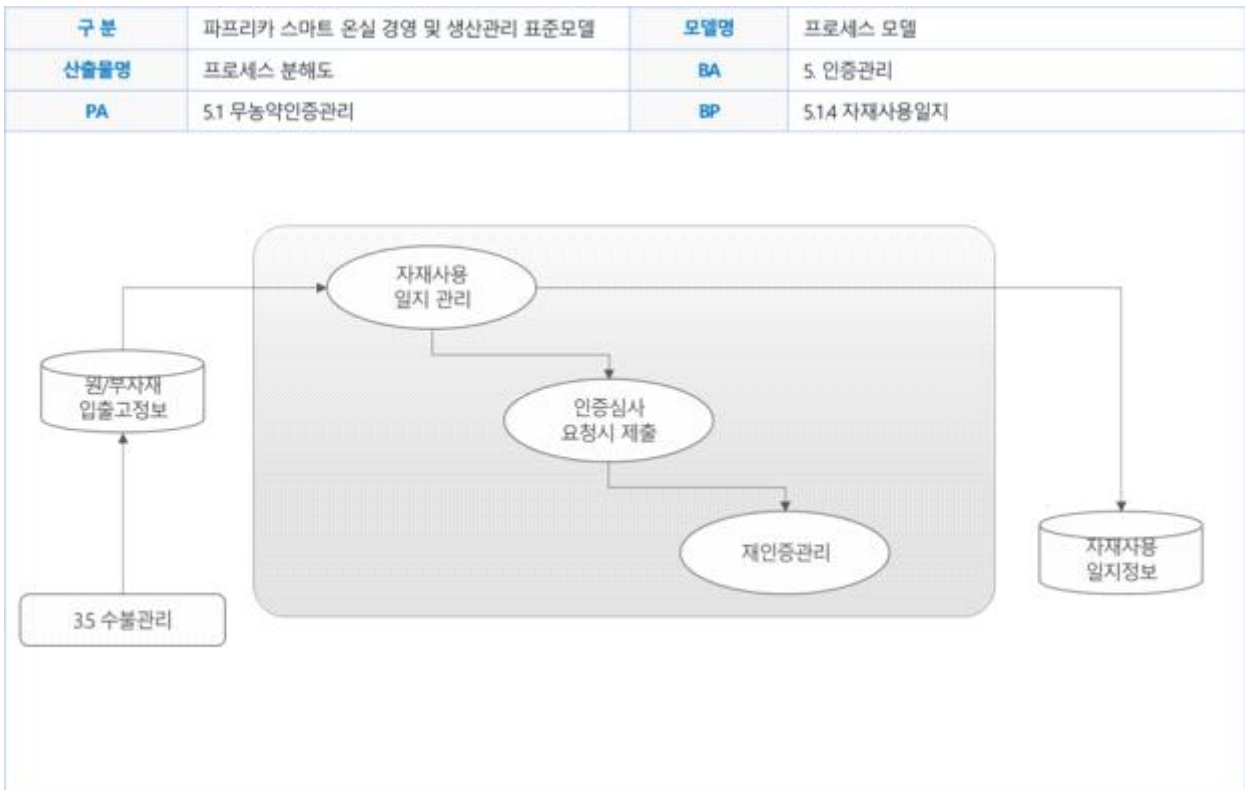 구 분 파프리카 스마트 온실 경영 및 생산관리 표준모델 모델명 프로세스 모델
산출물명 프로세스 분해도 BA 5. 인증관리
PA 5.1 무농약인증관리 BP 5.1.4 자재사용일지
자재사용
일지 관리
원/부자재
입출고정보
인증심사
요청시 제출
재인증관리
자재사용
일지정보
3.5 수불관리